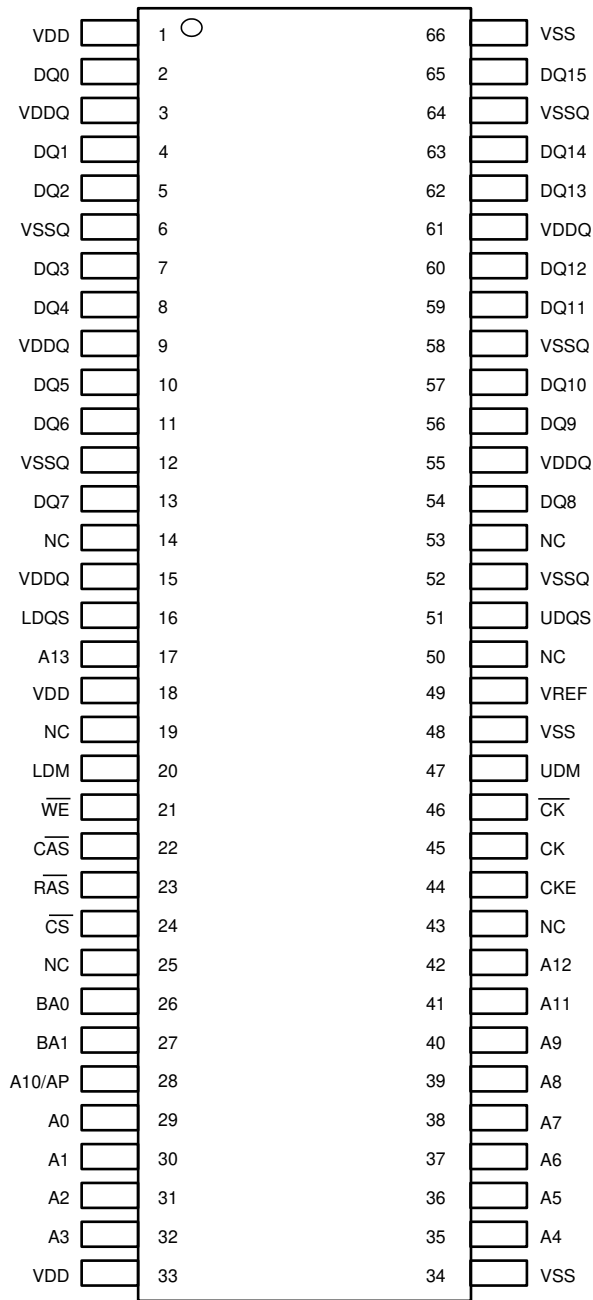 VDD 1 66 VSS
DQ0 2 65 DQ15
VDDQ 3 64 VSSQ
DQ1 4 63 DQ14
DQ2 5 62 DQ13
VSSQ 6 61 VDDQ
DQ3 7 60 DQ12
DQ4 8 59 DQ11
VDDQ 9 58 VSSQ
DQ5 10 57 DQ10
DQ6 11 56 DQ9
VSSQ 12 55 VDDQ
DQ7 13 54 DQ8
NC 14 53 NC
VDDQ 15 52 VSSQ
LDQS 16 51 UDQS
A13 17 50 NC
VDD 18 49 VREF
NC 19 48 VSS
LDM 20 47 UDM
W̅E̅ 21 46 C̅K̅
C̅A̅S̅ 22 45 CK
R̅A̅S̅ 23 44 CKE
C̅S̅ 24 43 NC
NC 25 42 A12
BA0 26 41 A11
BA1 27 40 A9
A10/AP 28 39 A8
A0 29 38 A7
A1 30 37 A6
A2 31 36 A5
A3 32 35 A4
VDD 33 34 VSS